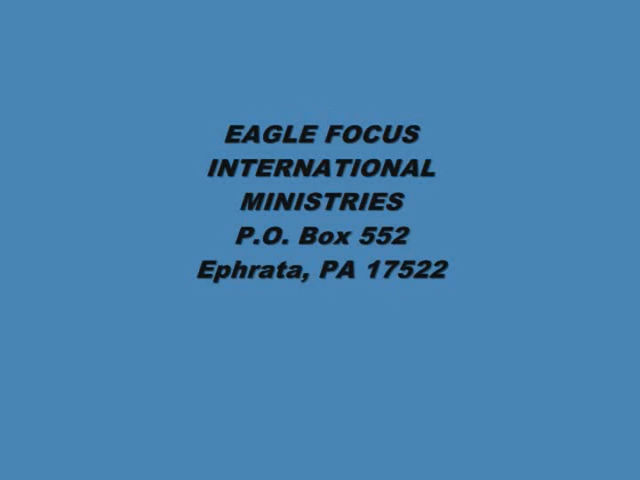 EAGLE FOCUS
INTERNATIONAL
MINISTRIES
P.O. Box 552
Ephrata, PA 17522